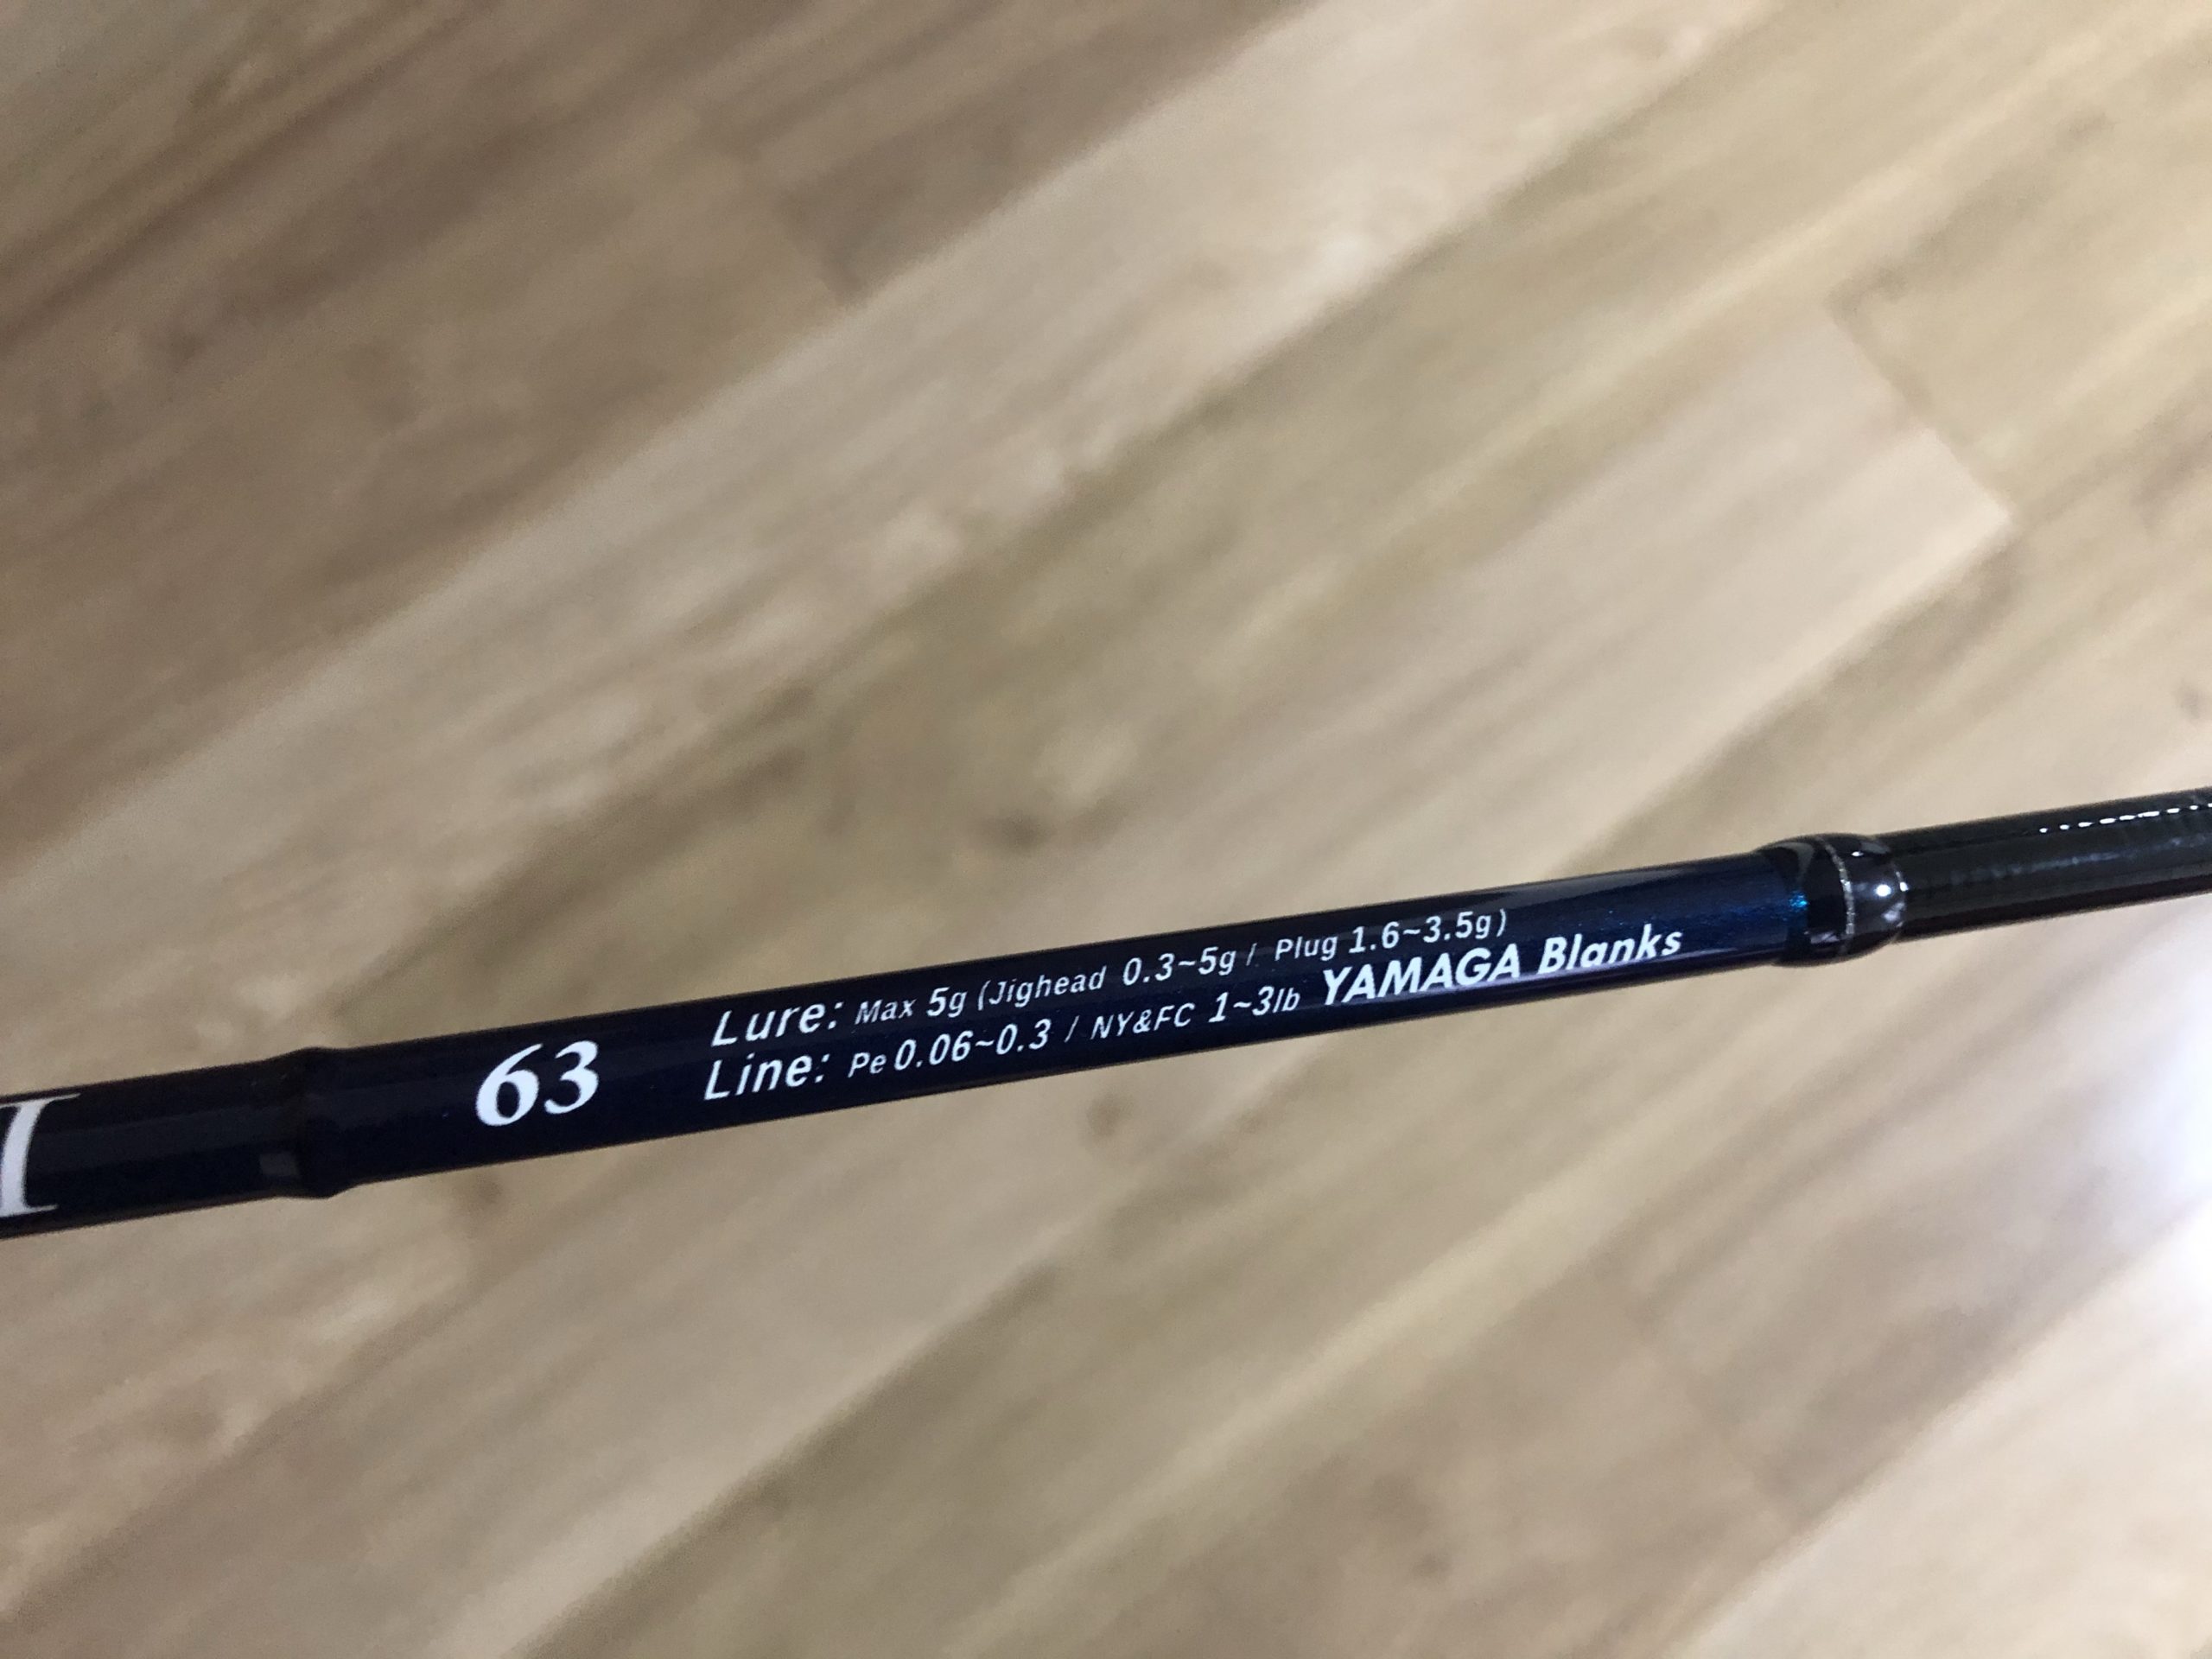 I
63
Lure: Max 5g (Jighead 0.3~5g / Plug 1.6~3.5g)
Line: Pe 0.06~0.3 / NY&FC 1~3lb YAMAGA Blanks